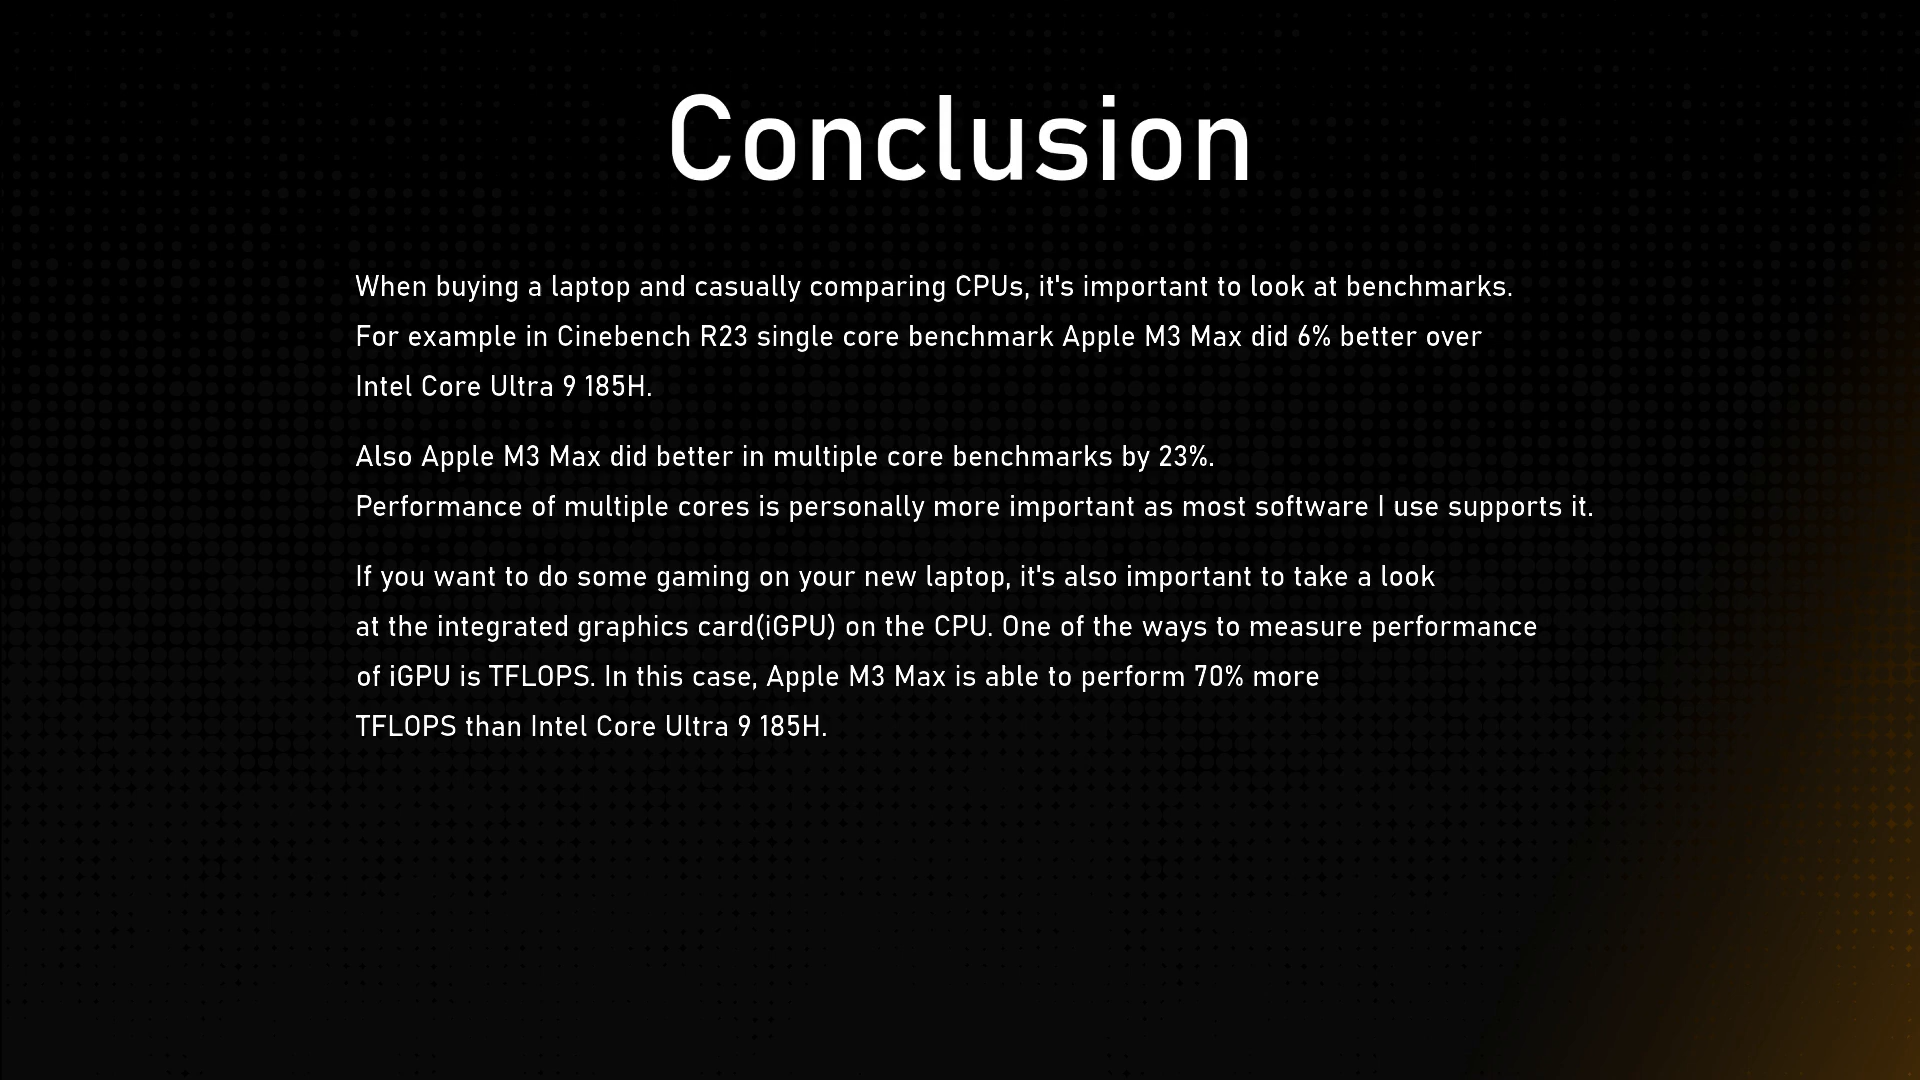 Conclusion
When buying a laptop and casually comparing CPUs, it's important to look at benchmarks.
For example in Cinebench R23 single core benchmark Apple M3 Max did 6% better over
Intel Core Ultra 9 185H.
Also Apple M3 Max did better in multiple core benchmarks by 23%.
Performance of multiple cores is personally more important as most software I use supports it.
If you want to do some gaming on your new laptop, it's also important to take a look
at the integrated graphics card(iGPU) on the CPU. One of the ways to measure performance
of iGPU is TFLOPS. In this case, Apple M3 Max is able to perform 70% more
TFLOPS than Intel Core Ultra 9 185H.